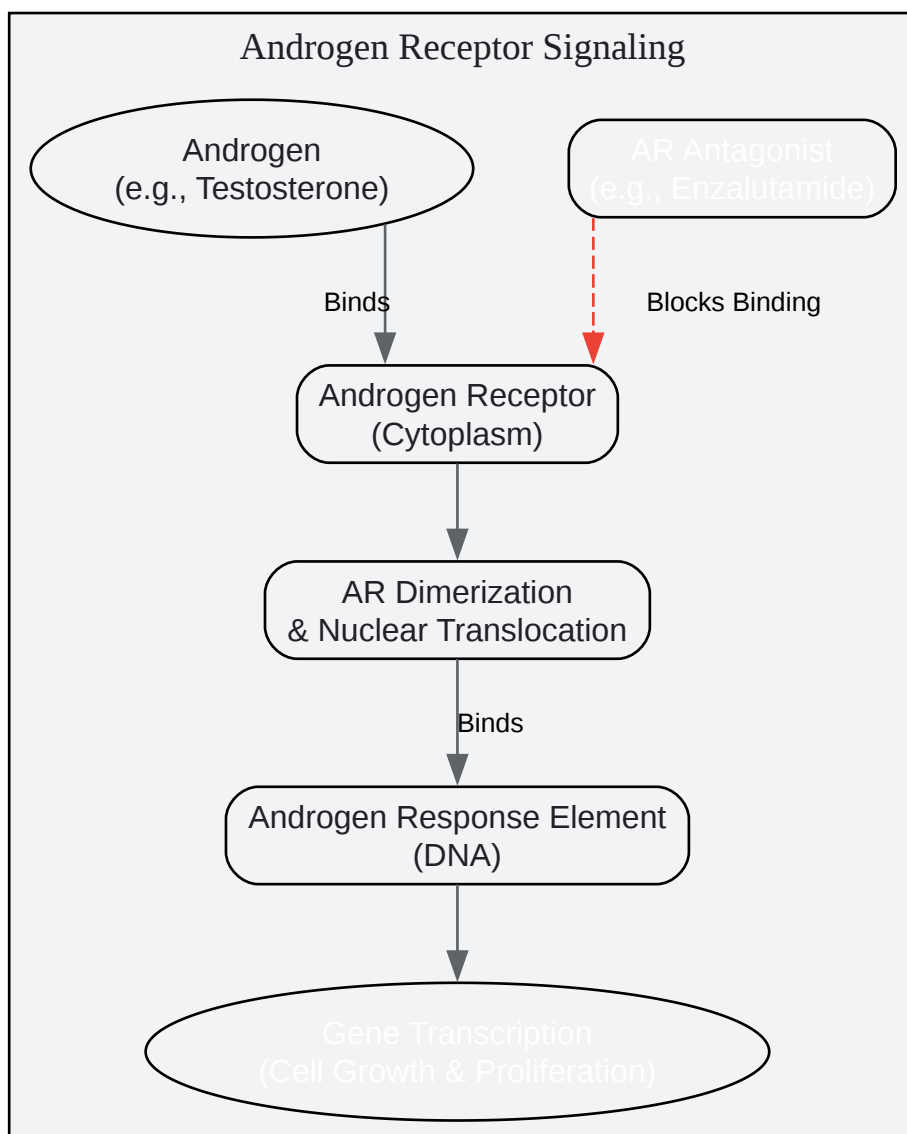 Androgen Receptor Signaling
Androgen
(e.g., Testosterone)
AR Antagonist
(e.g., Enzalutamide)
Binds
Blocks Binding
Androgen Receptor
(Cytoplasm)
AR Dimerization
& Nuclear Translocation
Binds
Androgen Response Element
(DNA)
Gene Transcription
(Cell Growth & Proliferation)